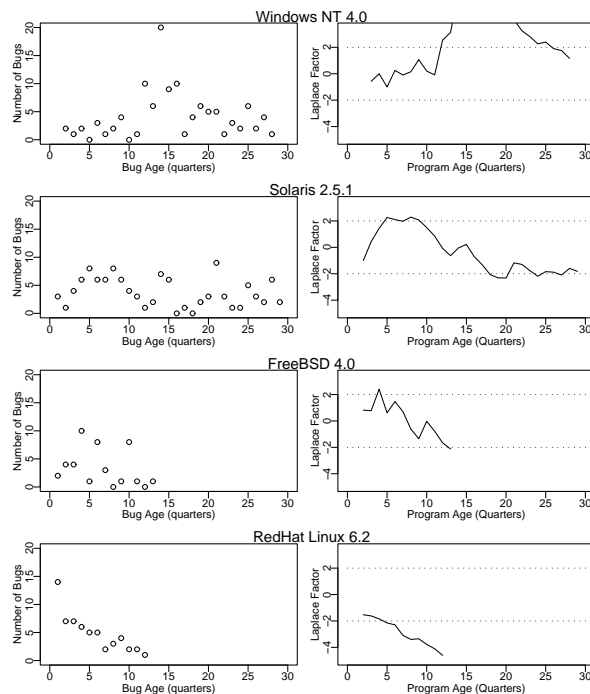 Windows NT 4.0
Number of Bugs
0 5 10 15 20
0 5 10 15 20 25 30
Bug Age (quarters)
Laplace Factor
-4 -2 0 2
0 5 10 15 20 25 30
Program Age (Quarters)
Solaris 2.5.1
Number of Bugs
0 5 10 15 20
0 5 10 15 20 25 30
Bug Age (quarters)
Laplace Factor
-4 -2 0 2
0 5 10 15 20 25 30
Program Age (Quarters)
FreeBSD 4.0
Number of Bugs
0 5 10 15 20
0 5 10 15 20 25 30
Bug Age (quarters)
Laplace Factor
-4 -2 0 2
0 5 10 15 20 25 30
Program Age (Quarters)
RedHat Linux 6.2
Number of Bugs
0 5 10 15 20
0 5 10 15 20 25 30
Bug Age (quarters)
Laplace Factor
-4 -2 0 2
0 5 10 15 20 25 30
Program Age (Quarters)